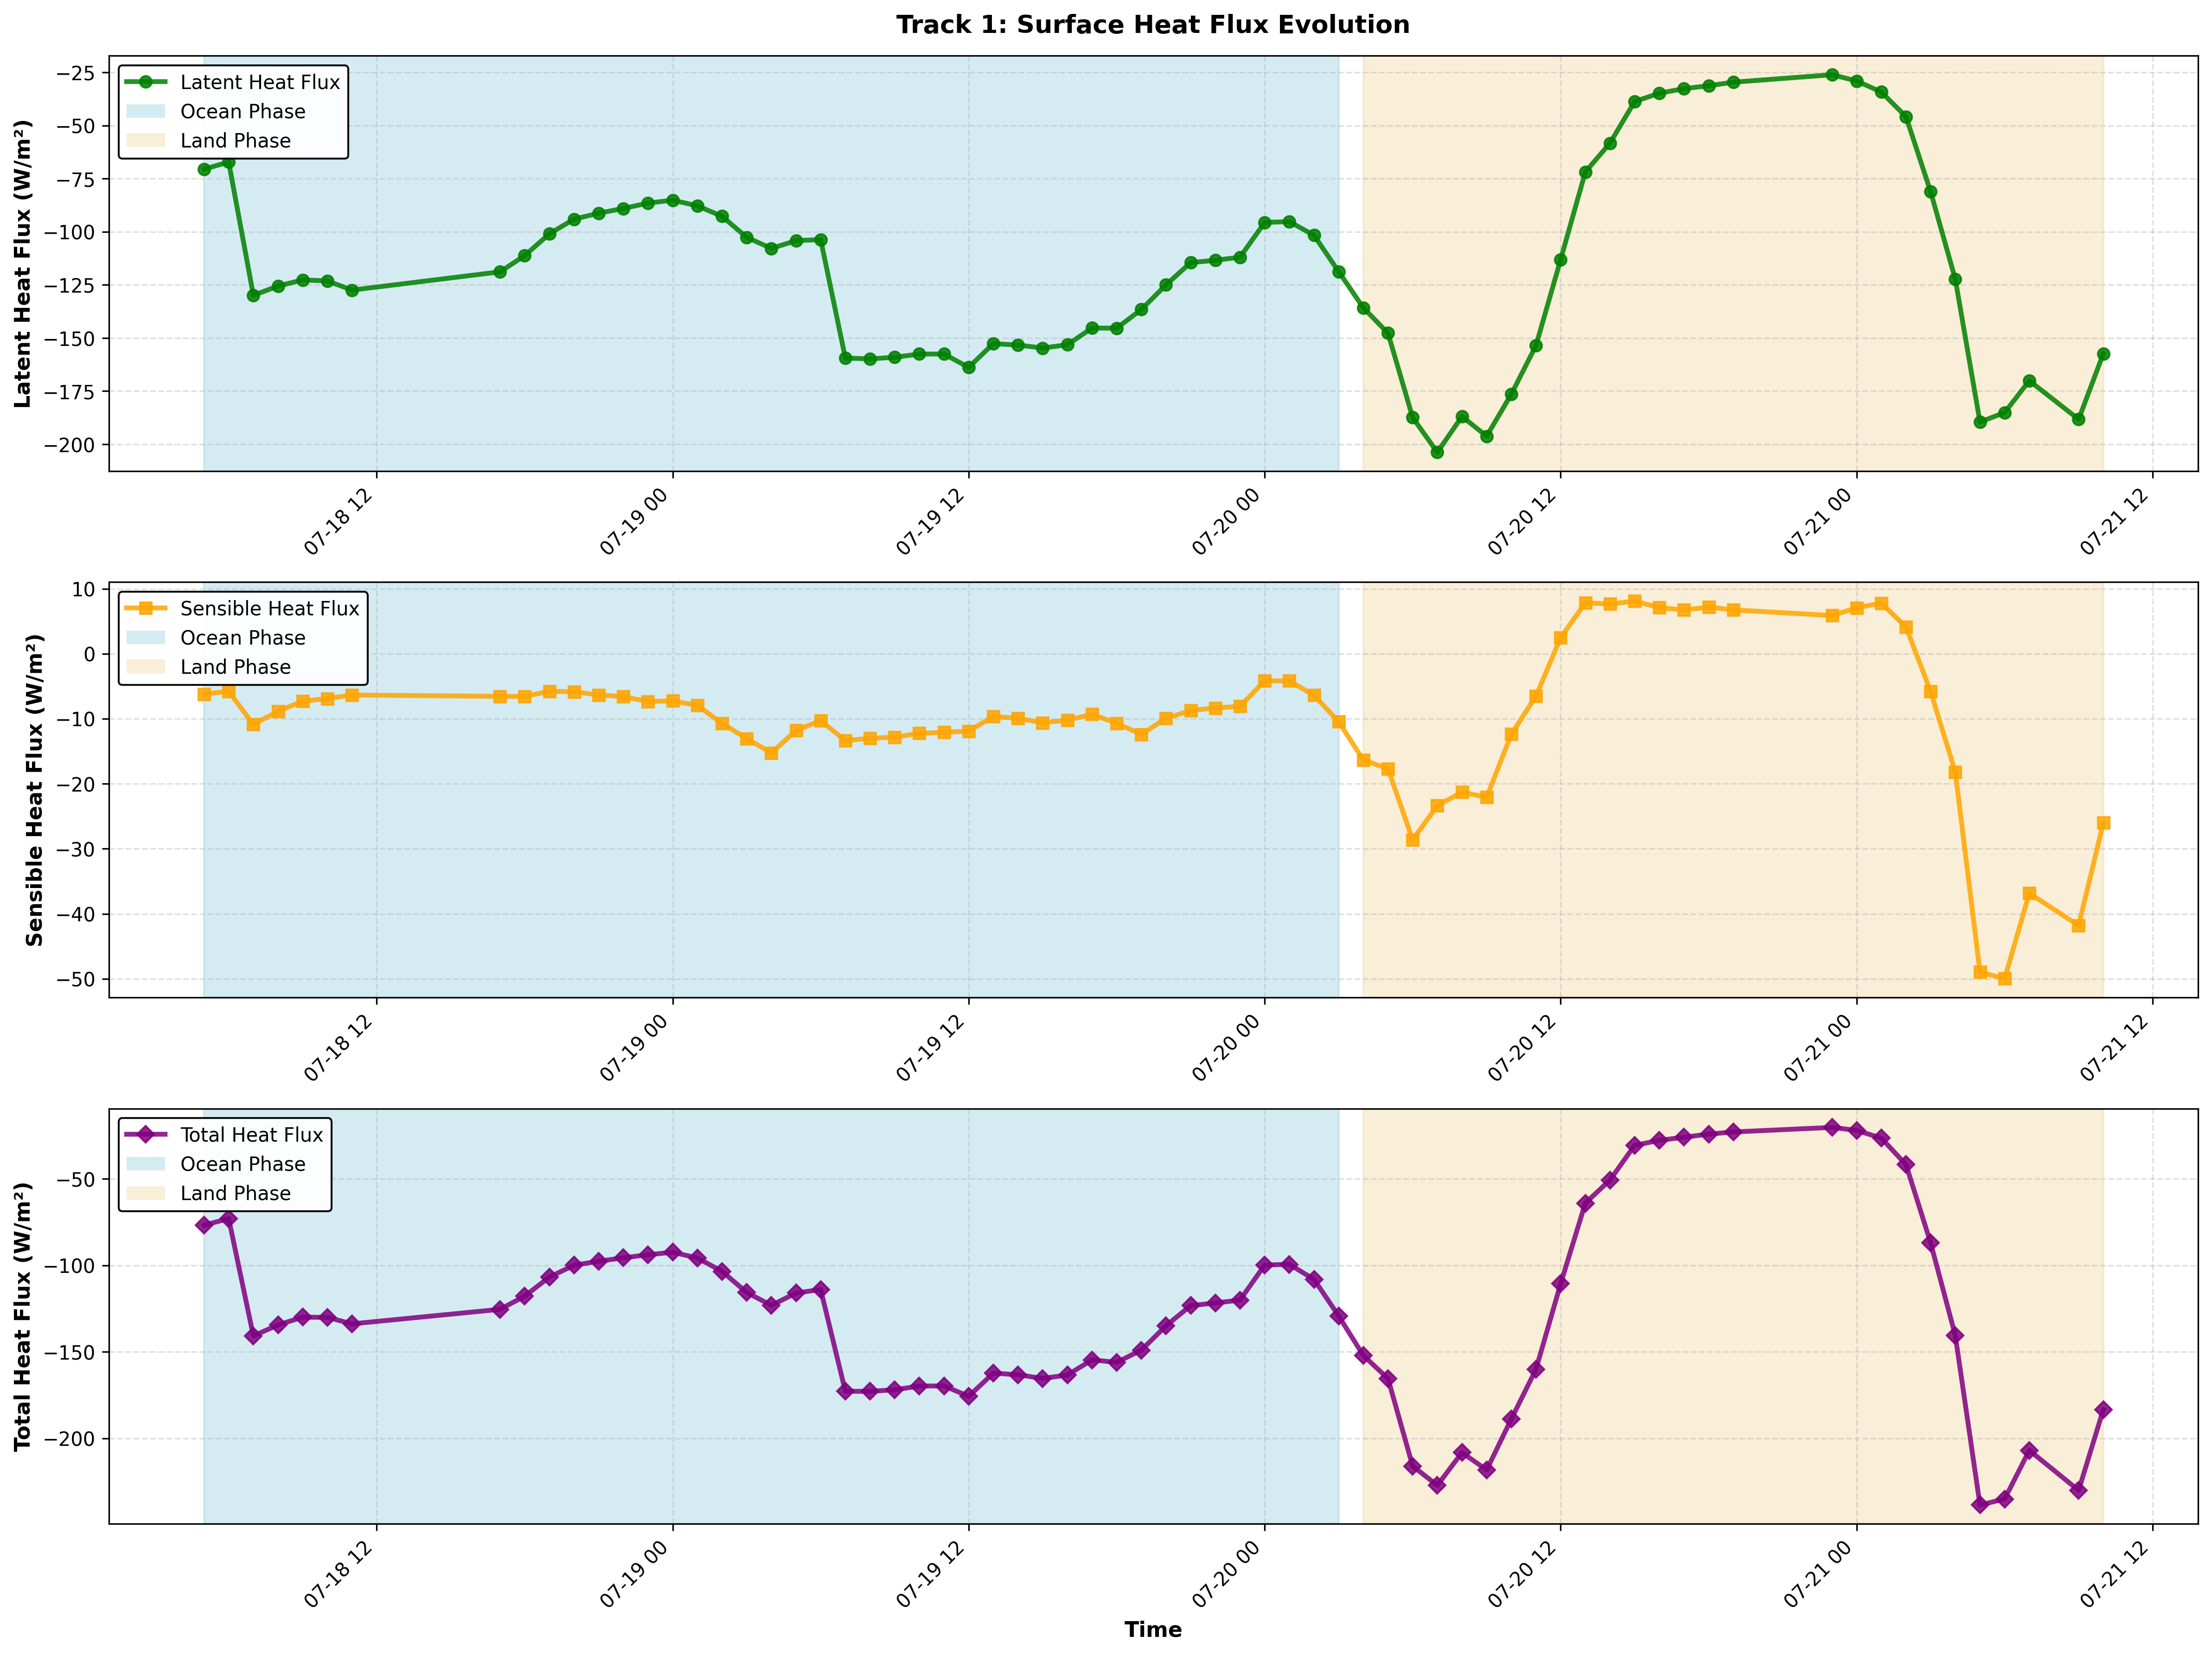 Track 1: Surface Heat Flux Evolution
Latent Heat Flux (W/m²)
−25
−50
−75
−100
−125
−150
−175
−200
Latent Heat Flux
Ocean Phase
Land Phase
07-18 12
07-19 00
07-19 12
07-20 00
07-20 12
07-21 00
07-21 12
Sensible Heat Flux (W/m²)
10
0
−10
−20
−30
−40
−50
Sensible Heat Flux
Ocean Phase
Land Phase
07-18 12
07-19 00
07-19 12
07-20 00
07-20 12
07-21 00
07-21 12
Total Heat Flux (W/m²)
−50
−100
−150
−200
Total Heat Flux
Ocean Phase
Land Phase
07-18 12
07-19 00
07-19 12
07-20 00
07-20 12
07-21 00
07-21 12
Time